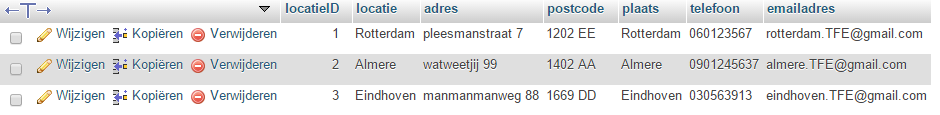 locatieID locatie adres postcode plaats telefoon emailadres
Wijzigen Kopiëren Verwijderen 1 Rotterdam pleesmanstraat 7 1202 EE Rotterdam 060123567 rotterdam.TFE@gmail.com
Wijzigen Kopiëren Verwijderen 2 Almere watweetjij 99 1402 AA Almere 0901245637 almere.TFE@gmail.com
Wijzigen Kopiëren Verwijderen 3 Eindhoven manmanmanweg 88 1669 DD Eindhoven 030563913 eindhoven.TFE@gmail.com